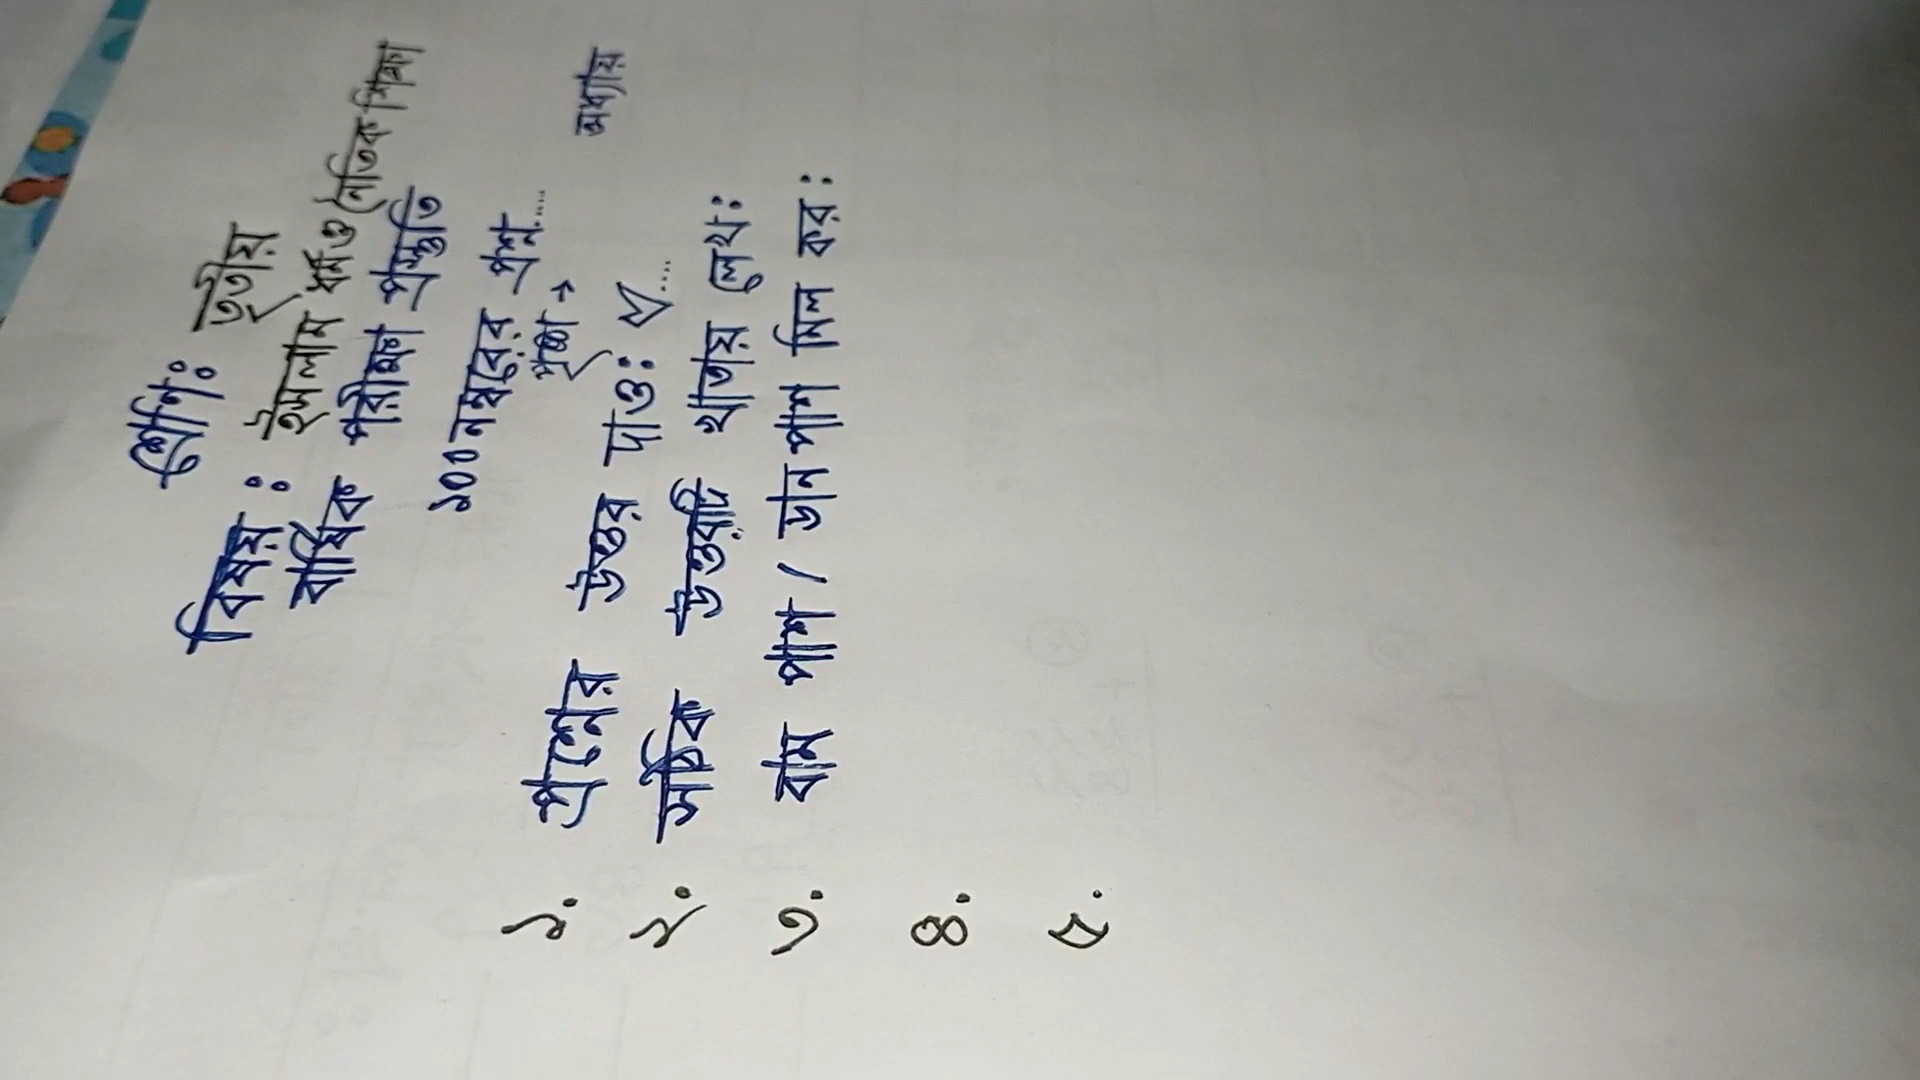 শ্রেণি: তৃতীয়
বিষয়: ইসলাম ধর্ম ও নৈতিক শিক্ষা
বার্ষিক পরীক্ষা প্রস্তুতি
১০০ নম্বরের প্রশ্ন.....
পৃষ্ঠা → অধ্যায়
১. প্রশ্নের উত্তর দাও: ....
২. সঠিক উত্তরটি খাতায় লেখ:
৩. বাম পাশ / ডান পাশ মিল কর:
৪.
৫.